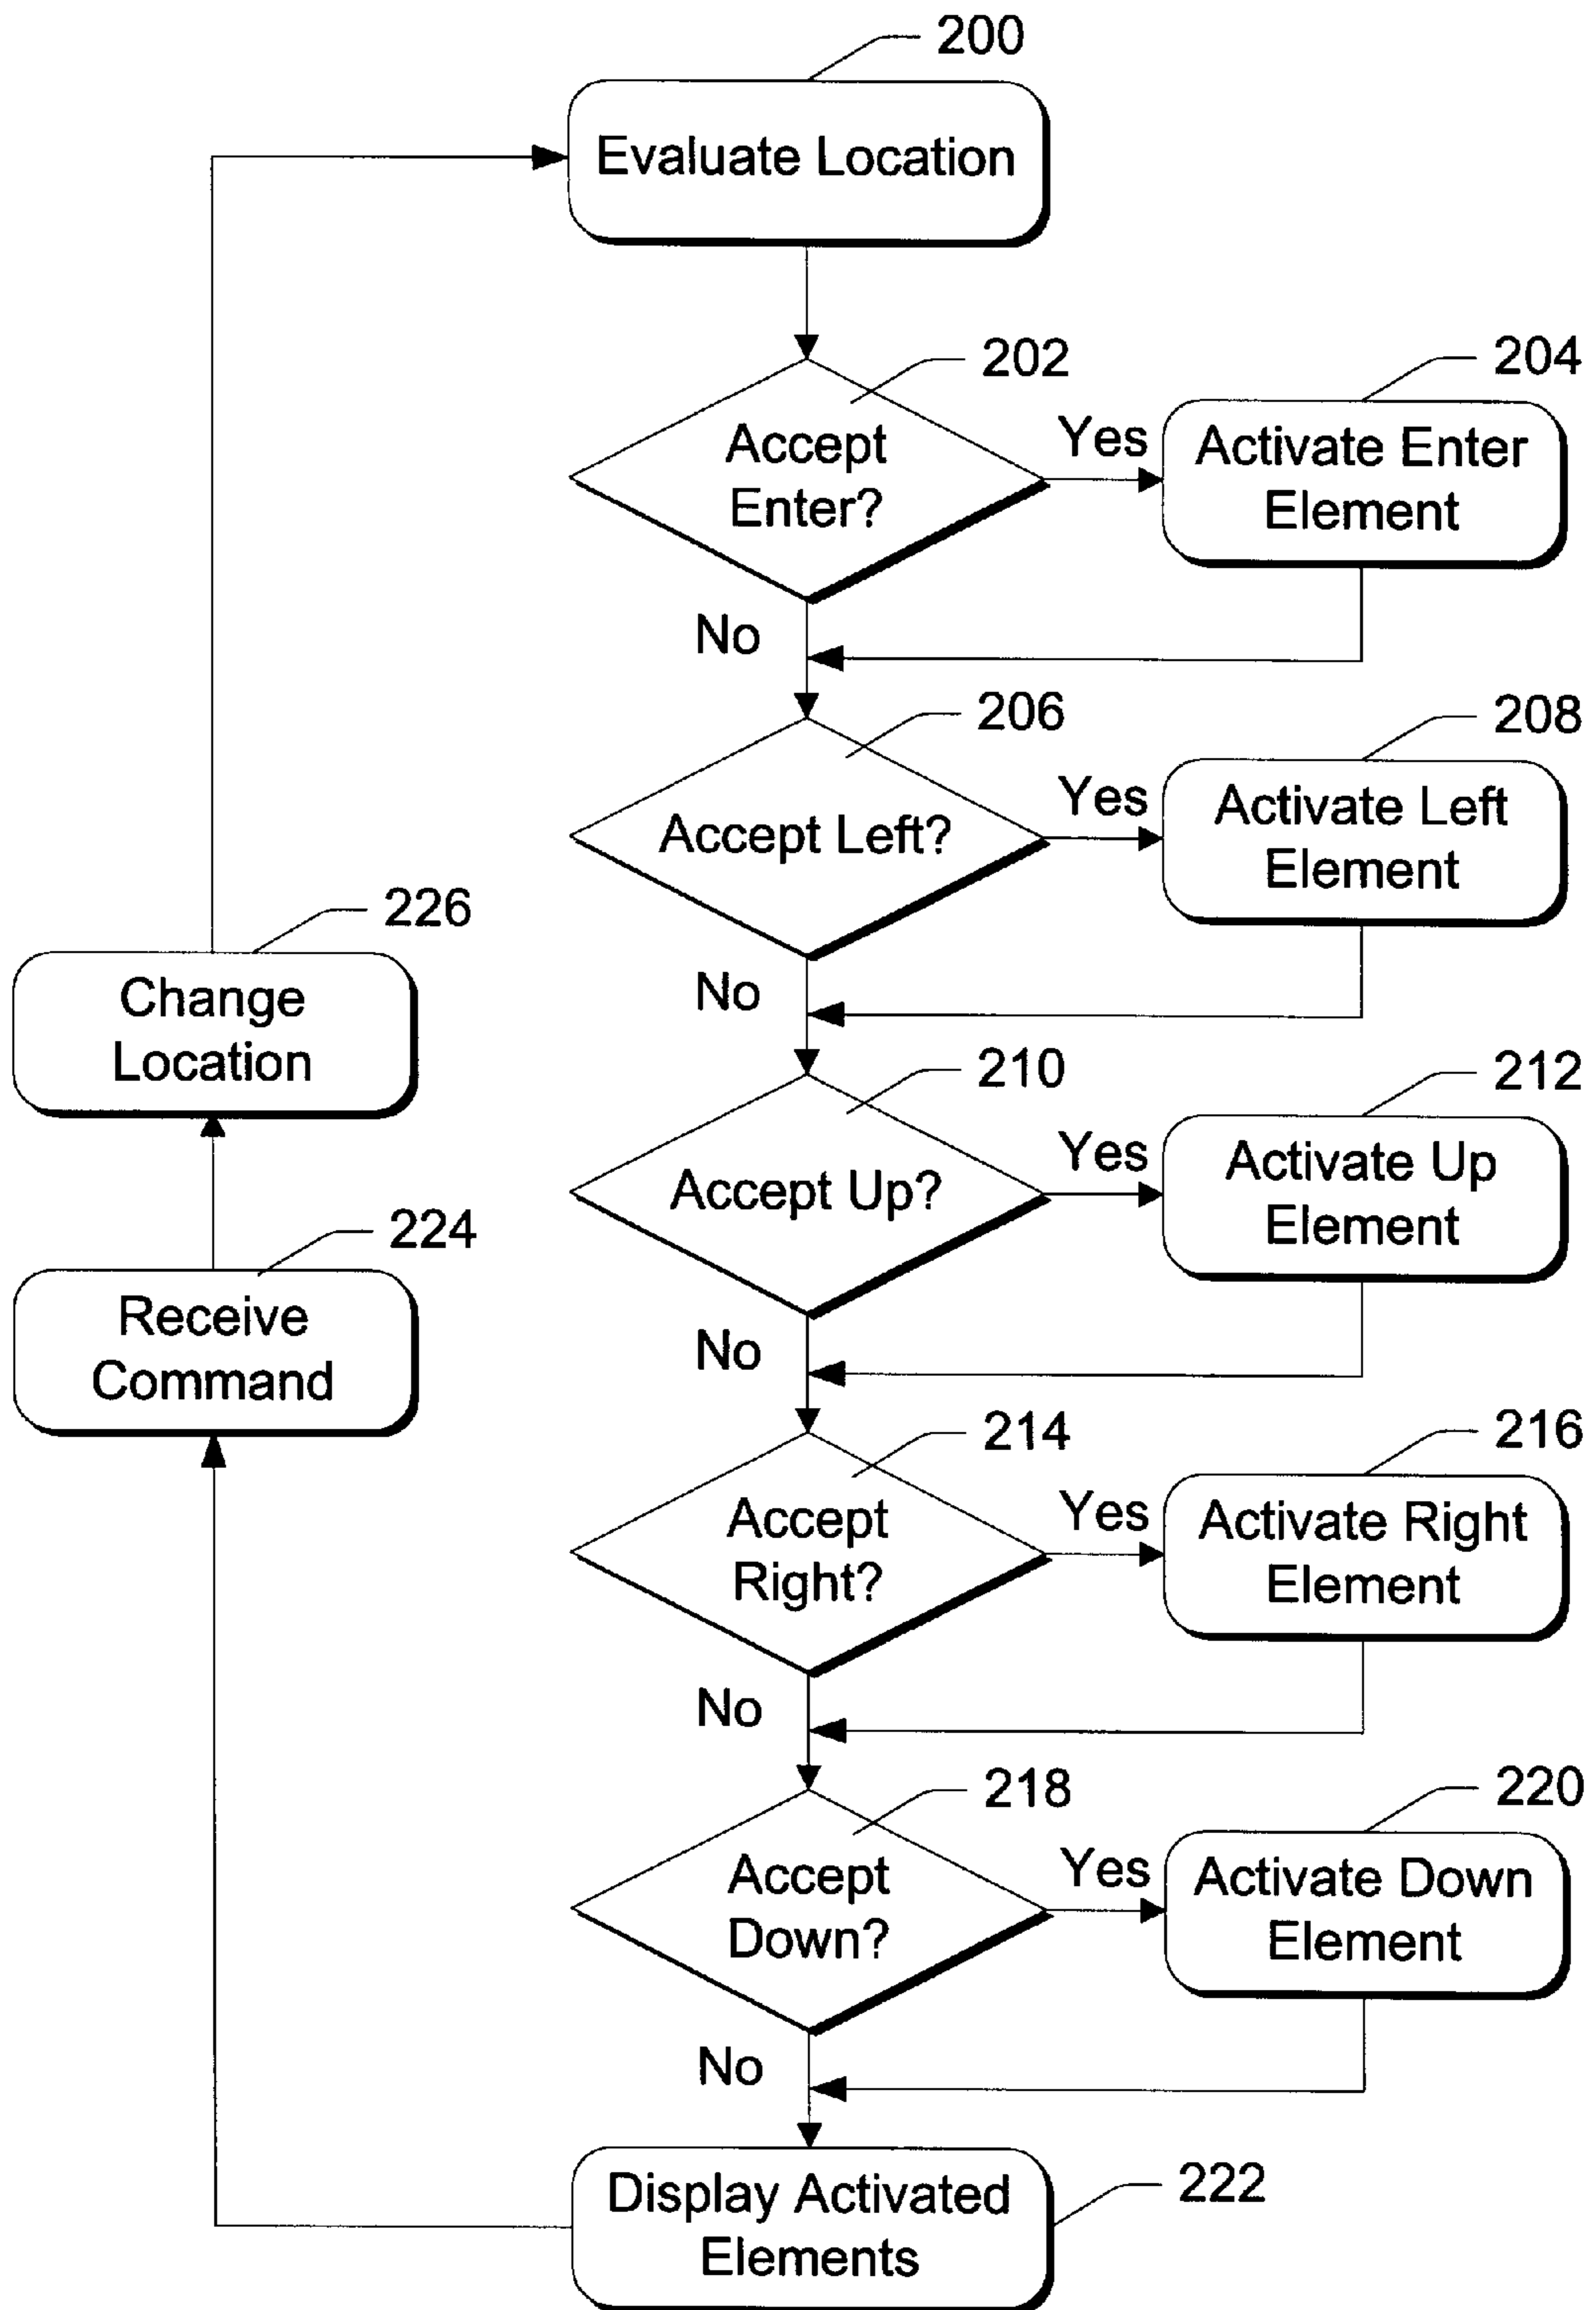 200
Evaluate Location
202
Accept
Enter?
Yes
204
Activate Enter
Element
No
206
Accept Left?
Yes
208
Activate Left
Element
No
210
Accept Up?
Yes
212
Activate Up
Element
No
214
Accept
Right?
Yes
216
Activate Right
Element
No
218
Accept
Down?
Yes
220
Activate Down
Element
No
222
Display Activated
Elements
224
Receive
Command
226
Change
Location